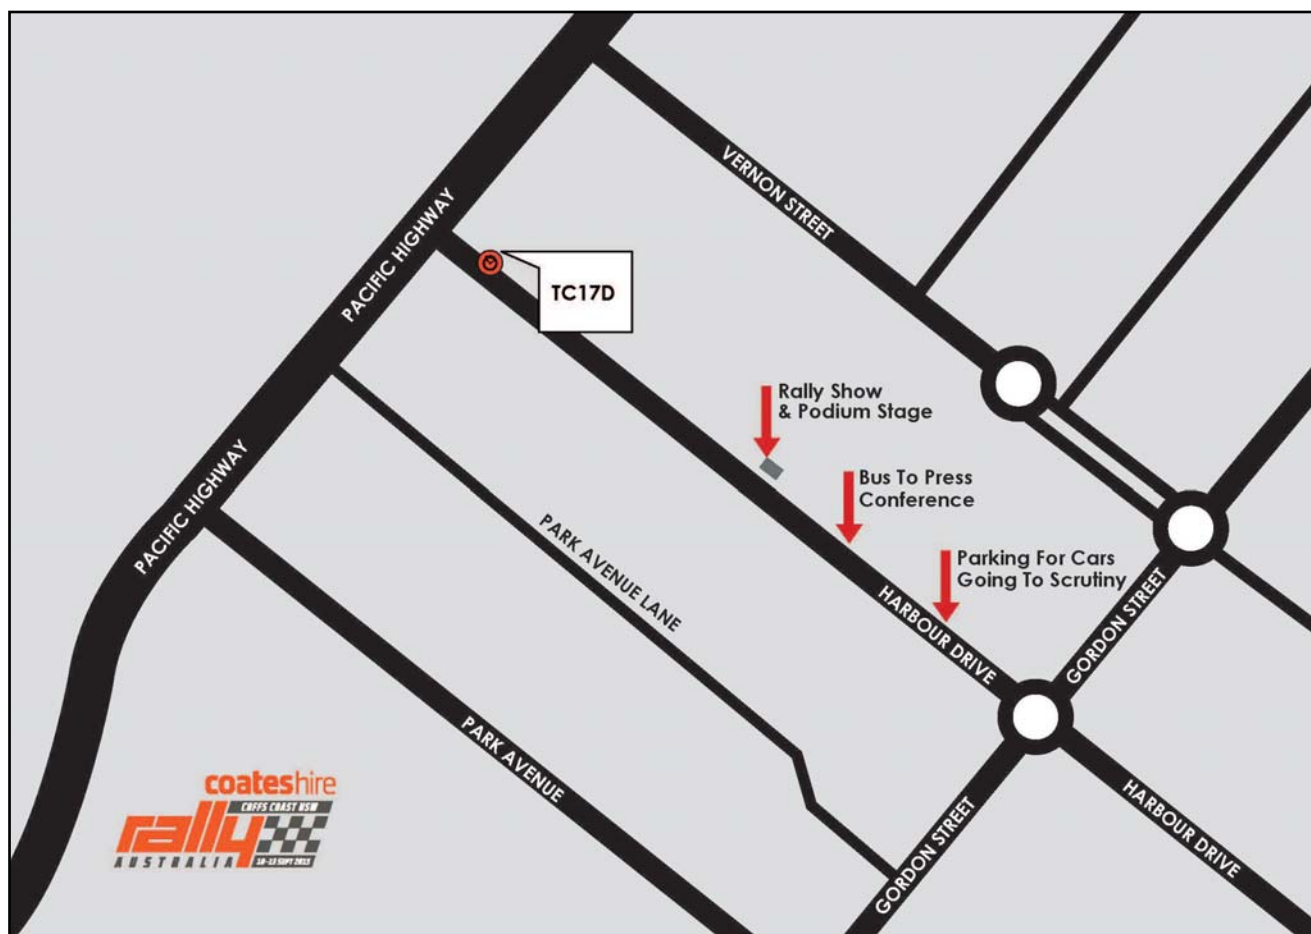 VERNON STREET
PACIFIC HIGHWAY
TC17D
Rally Show
& Podium Stage
Bus To Press
Conference
Parking For Cars
Going To Scrutiny
PACIFIC HIGHWAY
PARK AVENUE LANE
HARBOUR DRIVE
GORDON STREET
PARK AVENUE
HARBOUR DRIVE
GORDON STREET
coateshire
COFFS COAST NSW
rally
AUSTRALIA